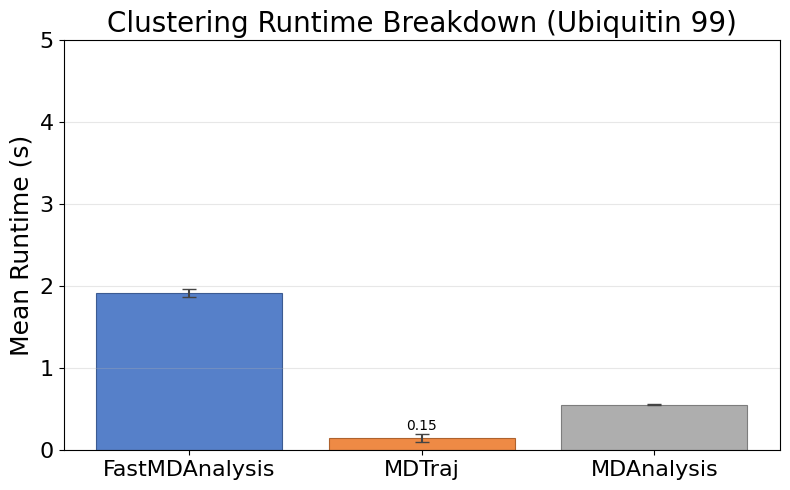 Clustering Runtime Breakdown (Ubiquitin 99)
Mean Runtime (s)
5
4
3
2
1
0
0.15
FastMDAnalysis
MDTraj
MDAnalysis